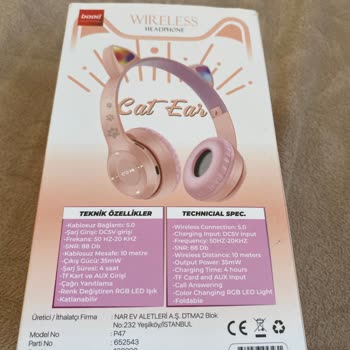 boad
WIRELESS
HEADPHONE
Cat Ear
TEKNİK ÖZELLİKLER
-Kablosuz Bağlantı: 5.0
-Şarj Girişi: DC5V girişi
-Frekans: 50 HZ-20 KHZ
-SNR: 88 Db
-Kablosuz Mesafe: 10 metre
-Çıkış Gücü: 35mW
-Şarj Süresi: 4 saat
-TF Kart ve AUX Girişi
-Çağrı Yanıtlama
-Renk Değiştiren RGB LED Işık
-Katlanabilir
TECHNICIAL SPEC.
-Wireless Connection: 5.0
-Charging Input: DC5V Input
-Frequency: 50HZ-20KHZ
-SNR: 88 Db
-Wireless Distance: 10 meters
-Output Power: 35mW
-Charging Time: 4 hours
-TF Card and AUX Input
-Call Answering
-Color Changing RGB LED Light
-Foldable
Üretici / İthalatçı Firma : NAR EV ALETLERİ A.Ş. DTMA2 Blok
No:232 Yeşilköy/İSTANBUL
Model No : P47
Parti No : 652543
CE